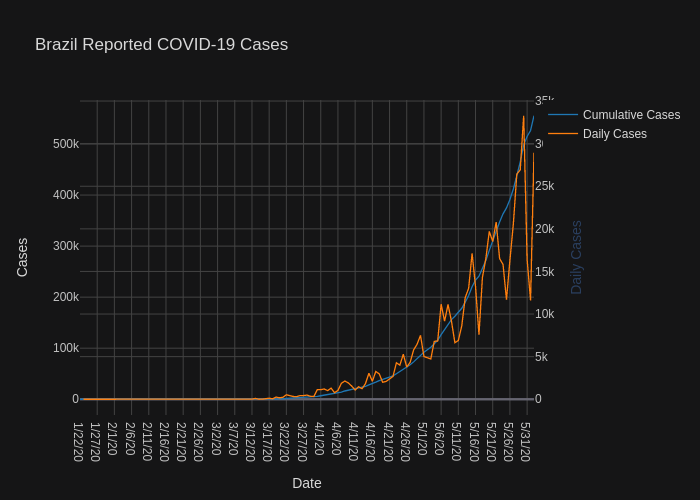 Brazil Reported COVID-19 Cases
Cumulative Cases
Daily Cases
Cases
500k
400k
300k
200k
100k
0
30
25k
20k
15k
10k
5k
0
Daily Cases
1/22/20
1/27/20
2/1/20
2/6/20
2/11/20
2/16/20
2/21/20
2/26/20
3/2/20
3/7/20
3/12/20
3/17/20
3/22/20
3/27/20
4/1/20
4/6/20
4/11/20
4/16/20
4/21/20
4/26/20
5/1/20
5/6/20
5/11/20
5/16/20
5/21/20
5/26/20
5/31/20
Date